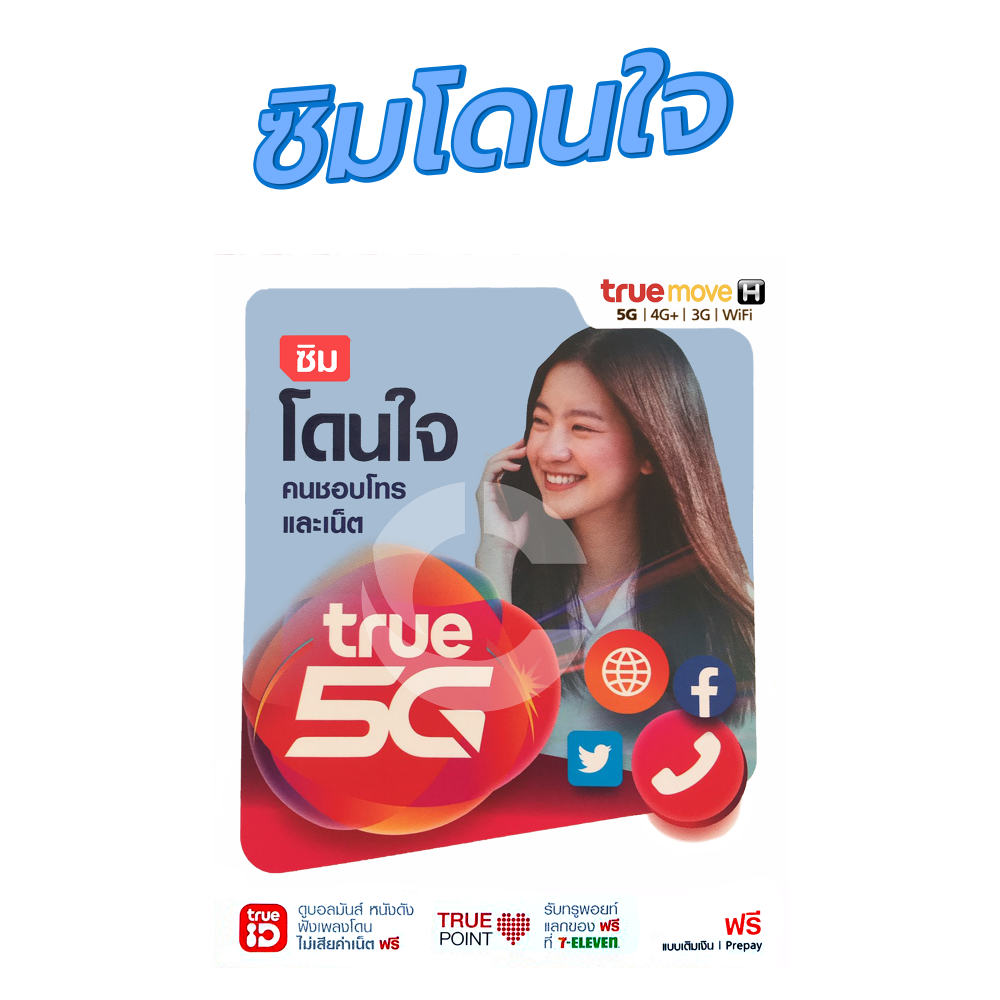 ซิมโดนใจ
true move H
5G | 4G+ | 3G | WiFi
ซิม
โดนใจ
คนชอบโทร
และเน็ต
true
5G
true
ID
ดูบอลมันส์ หนังดัง
ฟังเพลงโดน
ไม่เสียค่าเน็ต ฟรี
TRUE
POINT
รับทรูพอยท์
แลกของ ฟรี
ที่ 7-ELEVEN
ฟรี
แบบเติมเงิน | Prepay